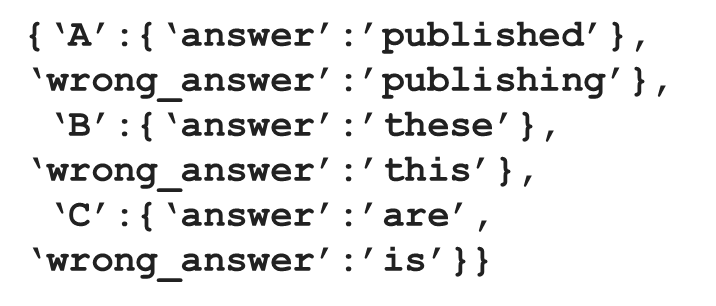 {‘A’:{‘answer’:’published’},
‘wrong_answer’:’publishing’},
‘B’:{‘answer’:’these’},
‘wrong_answer’:’this’},
‘C’:{‘answer’:’are’,
‘wrong_answer’:’is’}}